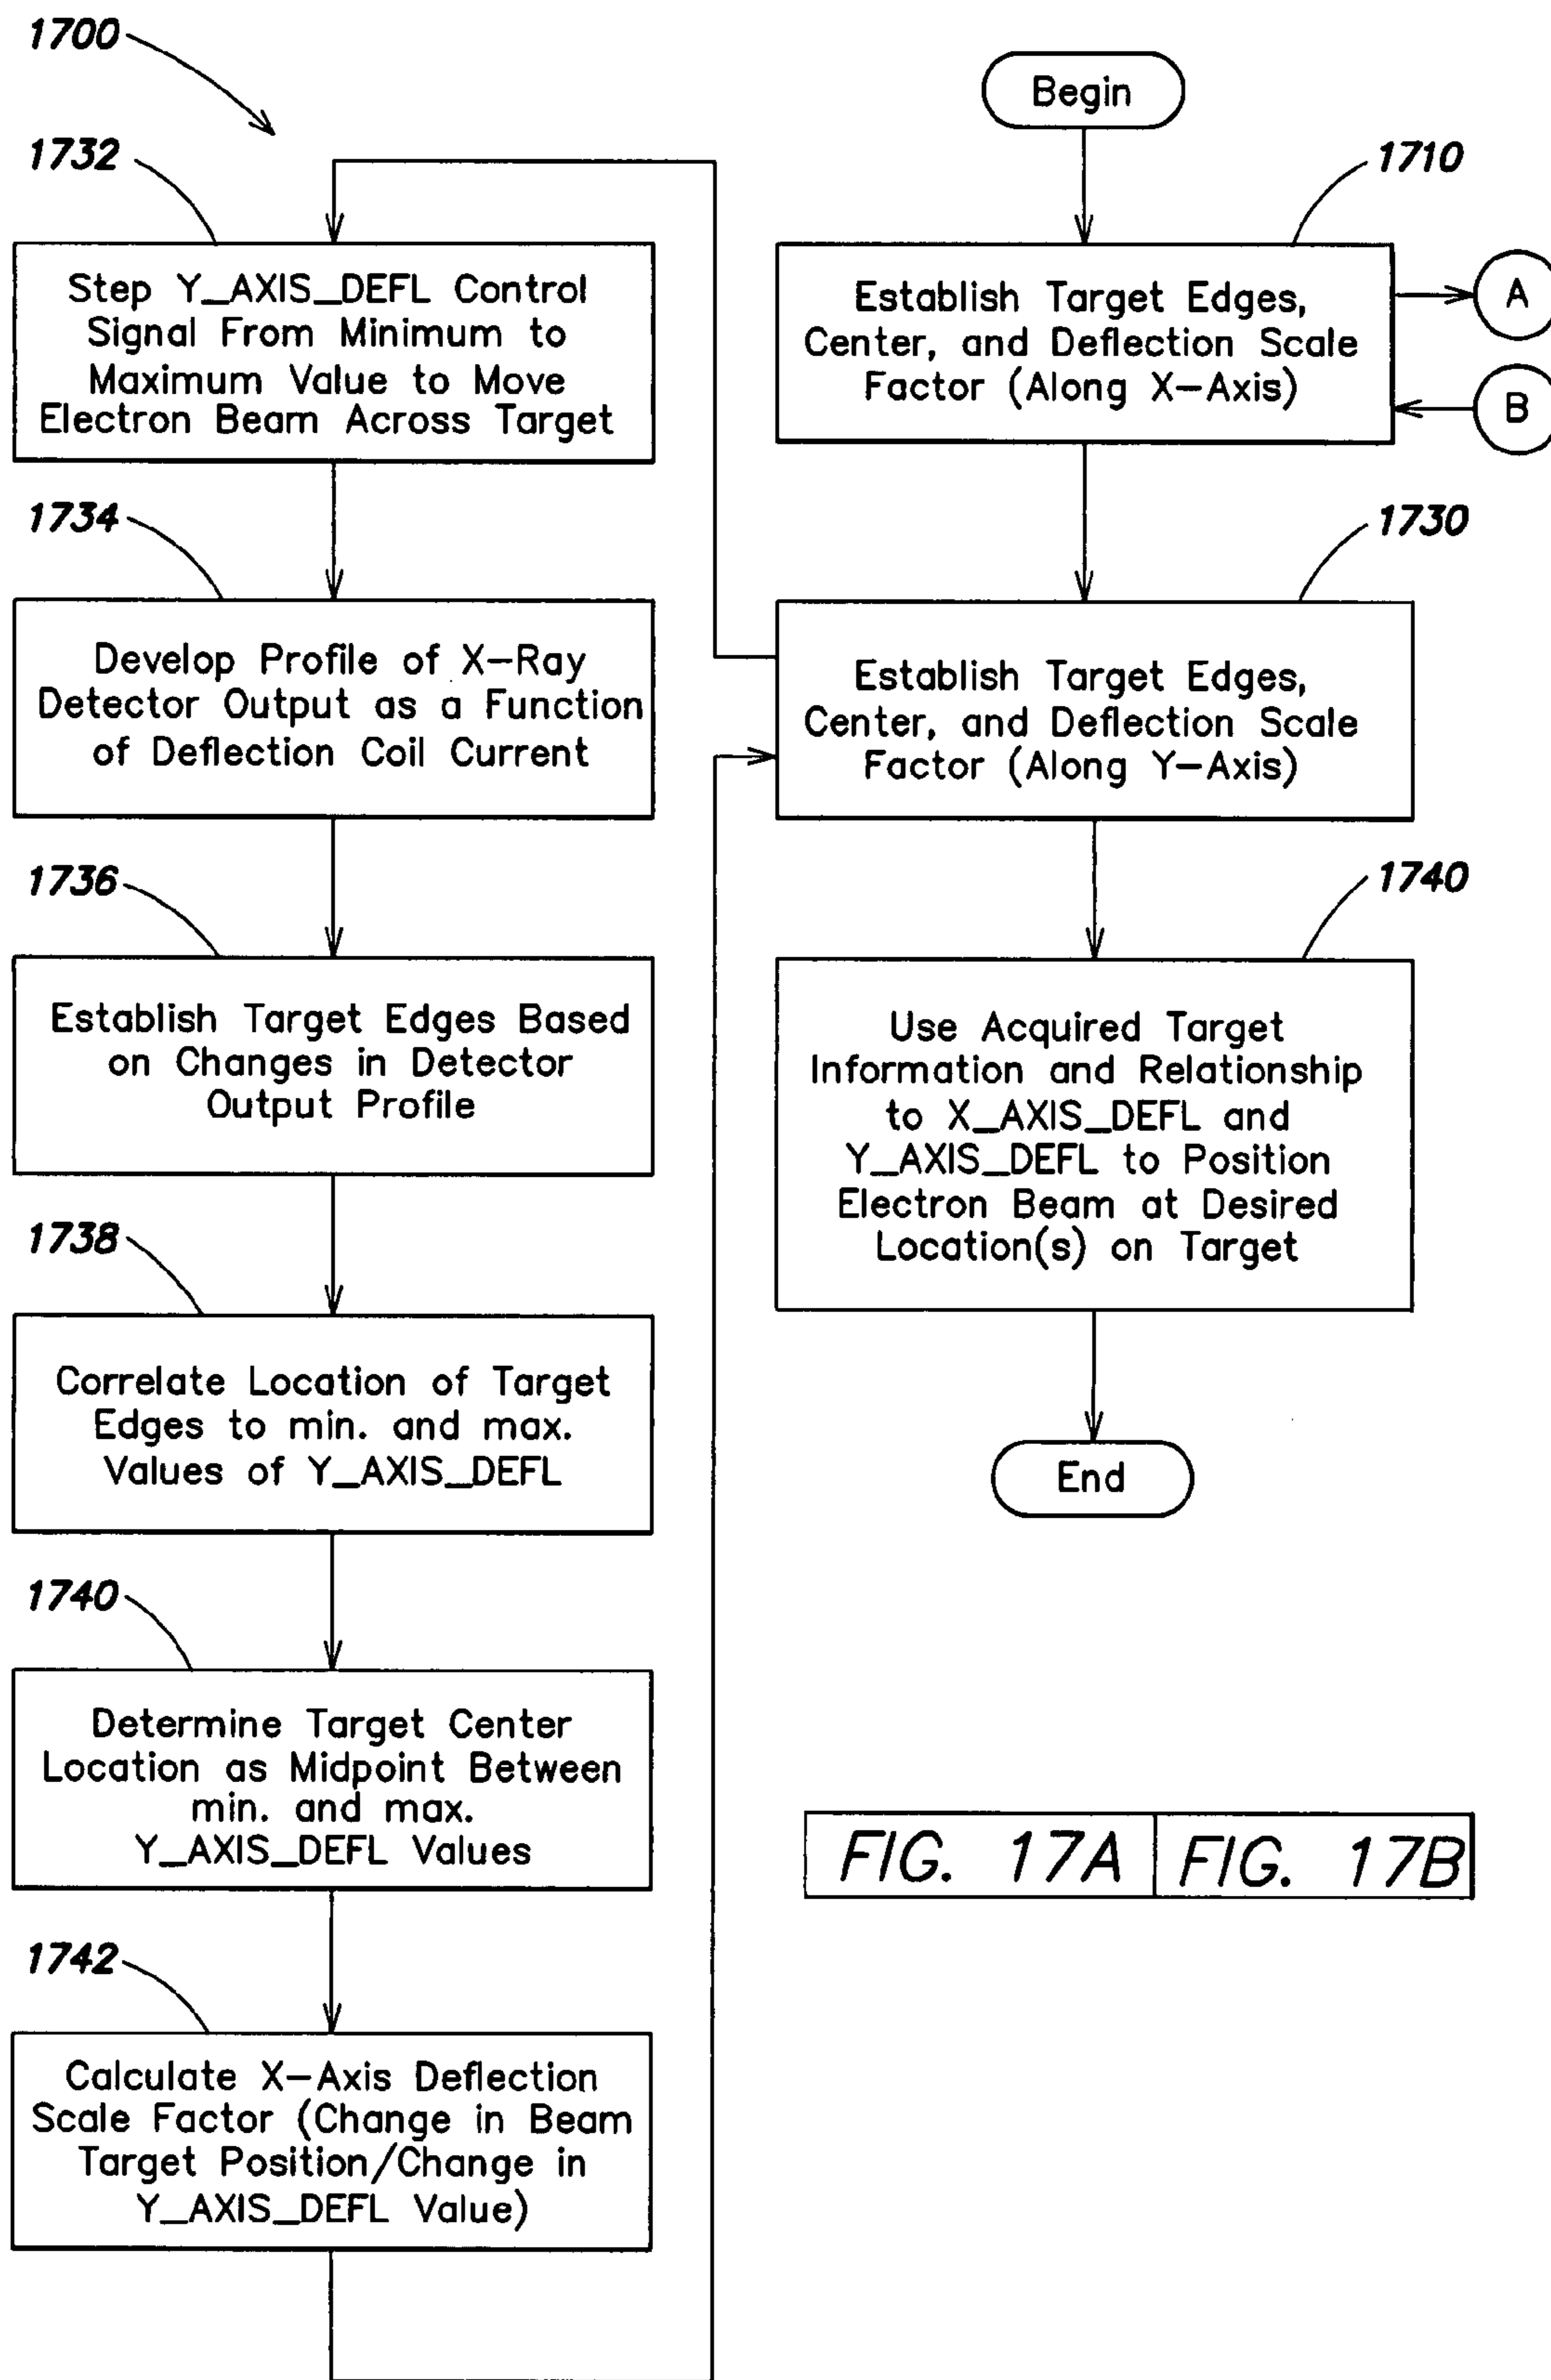 1700
1732
Step Y_AXIS_DEFL Control
Signal From Minimum to
Maximum Value to Move
Electron Beam Across Target
1734
Develop Profile of X-Ray
Detector Output as a Function
of Deflection Coil Current
1736
Establish Target Edges Based
on Changes in Detector
Output Profile
1738
Correlate Location of Target
Edges to min. and max.
Values of Y_AXIS_DEFL
1740
Determine Target Center
Location as Midpoint Between
min. and max.
Y_AXIS_DEFL Values
1742
Calculate X-Axis Deflection
Scale Factor (Change in Beam
Target Position/Change in
Y_AXIS_DEFL Value)
Begin
1710
Establish Target Edges,
Center, and Deflection Scale
Factor (Along X-Axis)
A
B
1730
Establish Target Edges,
Center, and Deflection Scale
Factor (Along Y-Axis)
1740
Use Acquired Target
Information and Relationship
to X_AXIS_DEFL and
Y_AXIS_DEFL to Position
Electron Beam at Desired
Location(s) on Target
End
FIG. 17A FIG. 17B